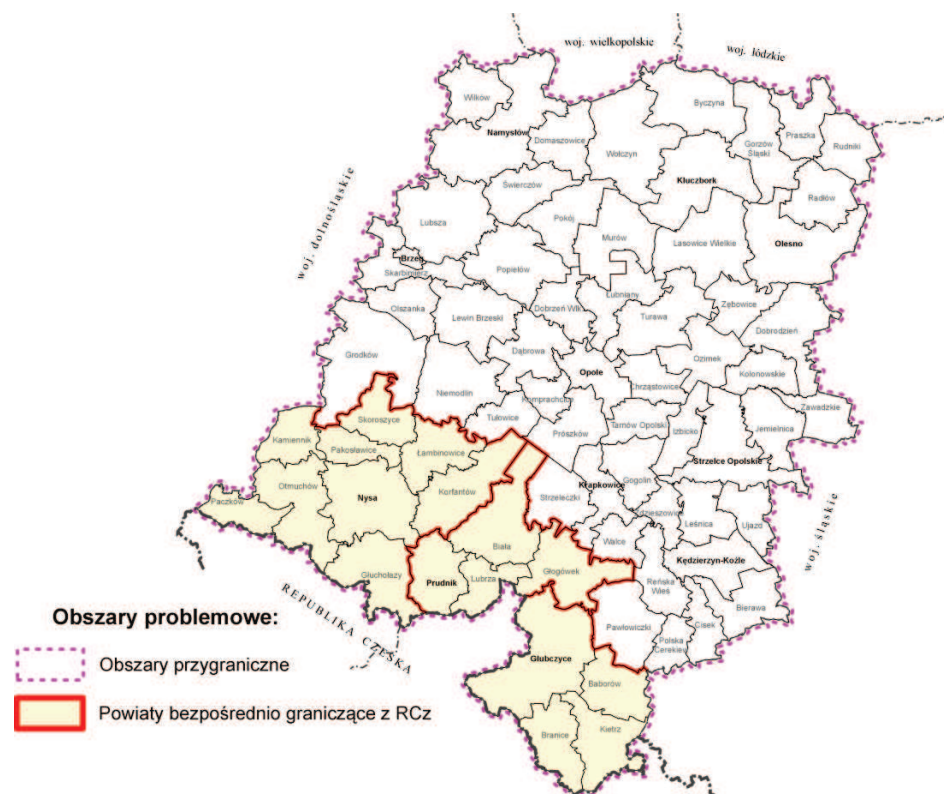 woj. wielkopolskie
woj. łódzkie
Wilków
Byczyna
Namysłów
Domaszowice
Wołczyn
Gorzów
Śląski
Praszka
Rudniki
Świerczów
Kluczbork
Radłów
woj. dolnośląskie
Lubsza
Pokój
Murów
Lasowice Wielkie
Olesno
Brzeg
Skarbimierz
Popielów
Olszanka
Lewin Brzeski
Dobrzeń Wlk.
Łubniany
Turawa
Zębowice
Dobrodzień
Grodków
Dąbrowa
Opole
Ozimek
Kolonowskie
Niemodlin
Komprachcice
Chrząstowice
Zawadzkie
Skoroszyce
Tułowice
Prószków
Tarnów Opolski
Izbicko
Jemielnica
Kamiennik
Pakosławice
Łambinowice
Strzelce Opolskie
Otmuchów
Nysa
Korfantów
Strzeleczki
Krapkowice
Gogolin
Zdzieszowice
Leśnica
Ujazd
woj. śląskie
Paczków
Biała
Walce
Głuchołazy
Prudnik
Lubrza
Głogówek
Kędzierzyn-Koźle
Reńska
Wieś
Bierawa
REPUBLIKA CZESKA
Pawłowiczki
Polska
Cerekiew
Cisek
Głubczyce
Baborów
Branice
Kietrz
Obszary problemowe:
Obszary przygraniczne
Powiaty bezpośrednio graniczące z RCz